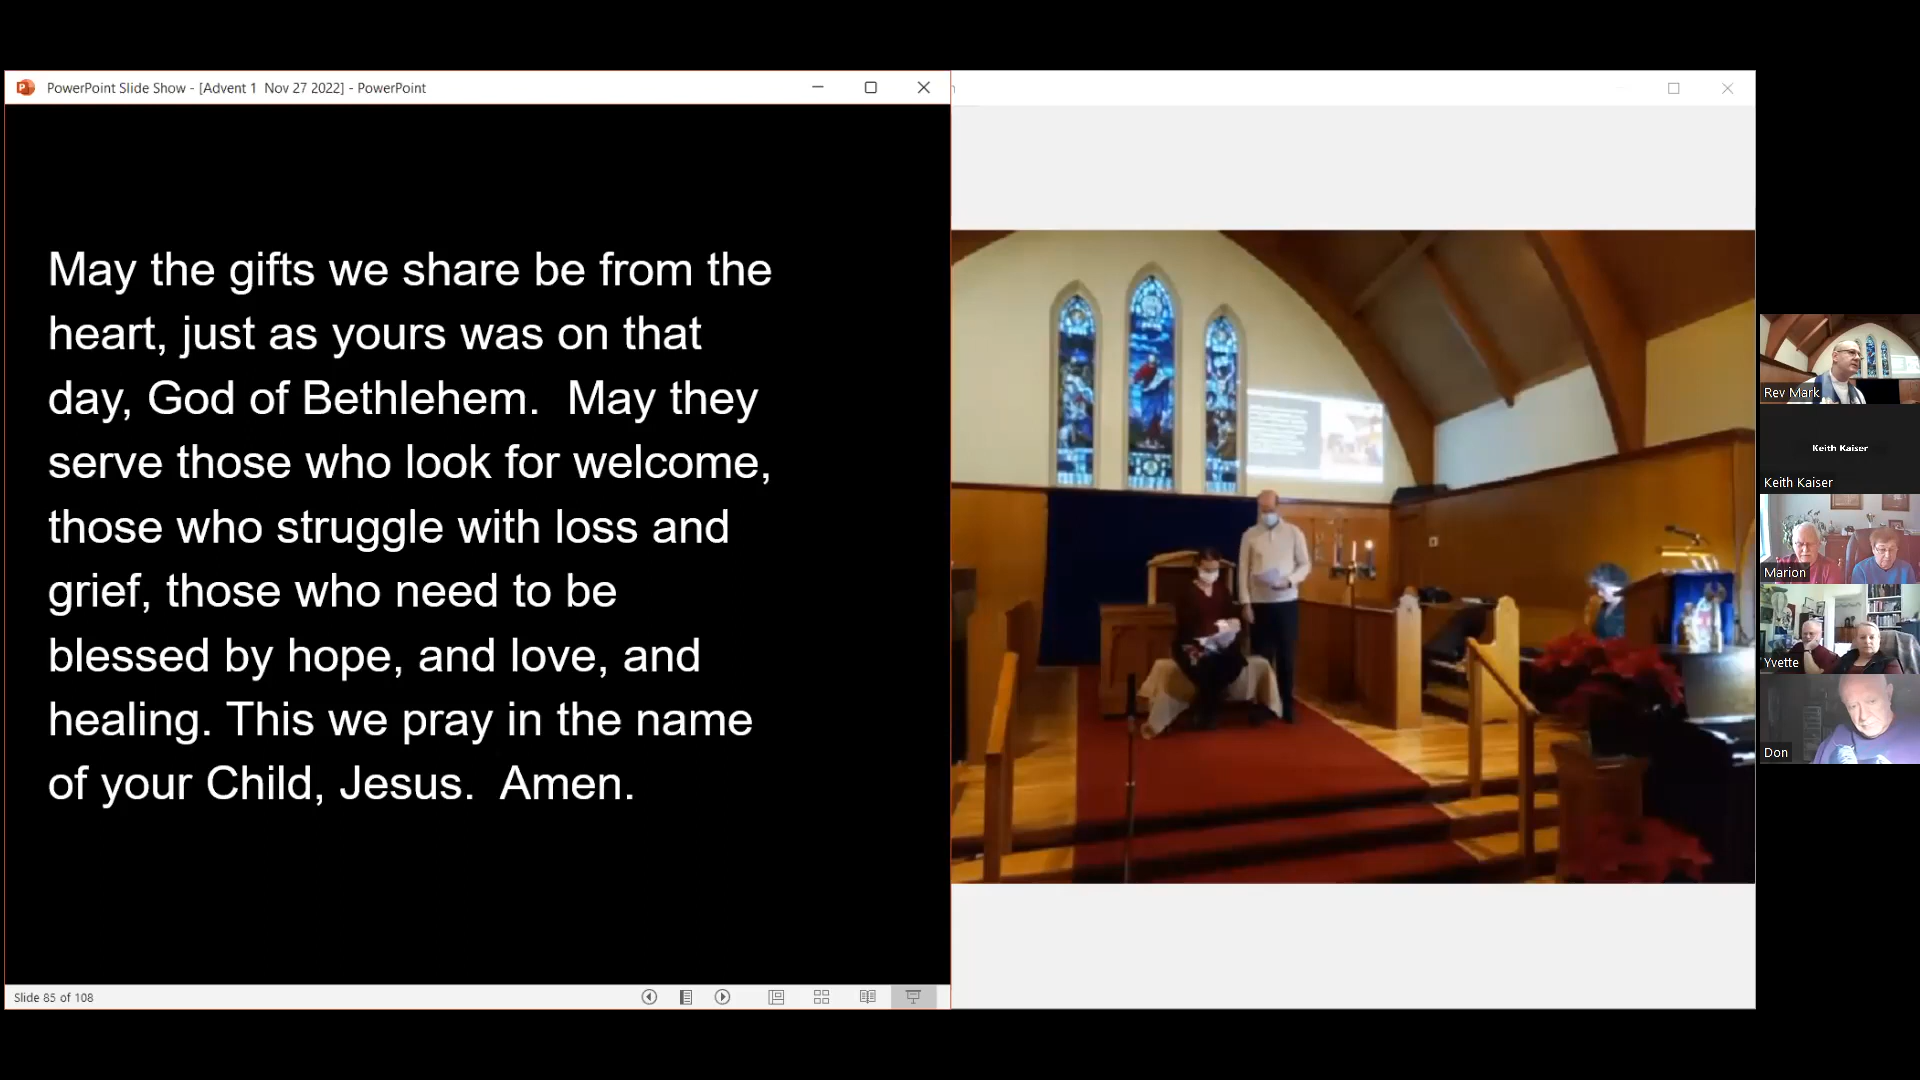 PowerPoint Slide Show - [Advent 1  Nov 27 2022] - PowerPoint
May the gifts we share be from the
heart, just as yours was on that
day, God of Bethlehem.  May they
serve those who look for welcome,
those who struggle with loss and
grief, those who need to be
blessed by hope, and love, and
healing. This we pray in the name
of your Child, Jesus.  Amen.
Slide 85 of 108
Rev Mark
Keith Kaiser
Keith Kaiser
Marion
Yvette
Don